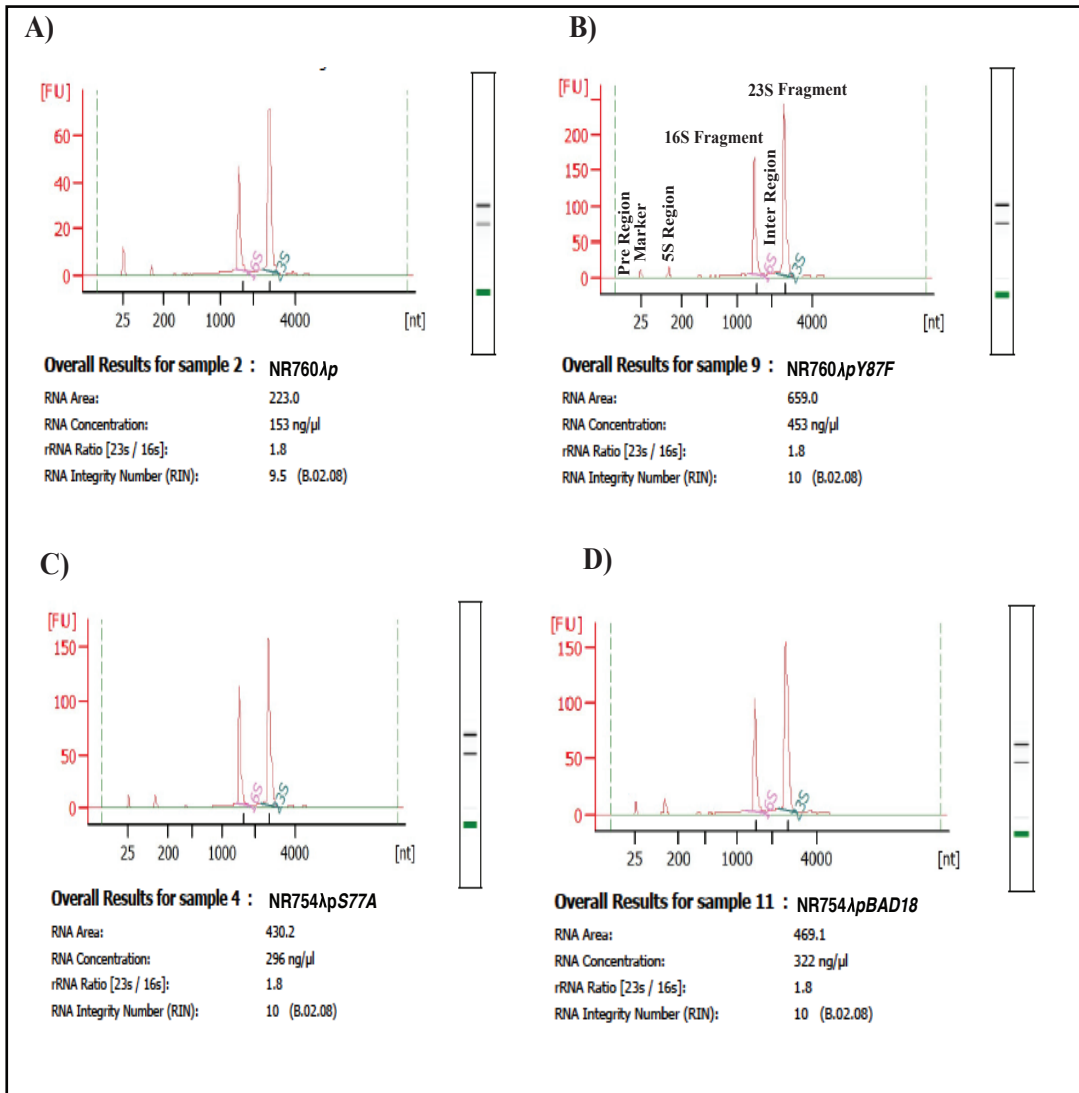 A)
[FU]
60
40
20
0
16S
23S
25 200 1000 4000 [nt]
Overall Results for sample 2 : NR760λp
RNA Area: 223.0
RNA Concentration: 153 ng/µl
rRNA Ratio [23s / 16s]: 1.8
RNA Integrity Number (RIN): 9.5 (B.02.08)
B)
[FU]
200
150
100
50
0
Pre Region
Marker
5S Region
16S Fragment
Inter Region
23S Fragment
16S
23S
25 200 1000 4000 [nt]
Overall Results for sample 9 : NR760λpY87F
RNA Area: 659.0
RNA Concentration: 453 ng/µl
rRNA Ratio [23s / 16s]: 1.8
RNA Integrity Number (RIN): 10 (B.02.08)
C)
[FU]
150
100
50
0
16S
23S
25 200 1000 4000 [nt]
Overall Results for sample 4 : NR754λpS77A
RNA Area: 430.2
RNA Concentration: 296 ng/µl
rRNA Ratio [23s / 16s]: 1.8
RNA Integrity Number (RIN): 10 (B.02.08)
D)
[FU]
150
100
50
0
16S
23S
25 200 1000 4000 [nt]
Overall Results for sample 11 : NR754λpBAD18
RNA Area: 469.1
RNA Concentration: 322 ng/µl
rRNA Ratio [23s / 16s]: 1.8
RNA Integrity Number (RIN): 10 (B.02.08)